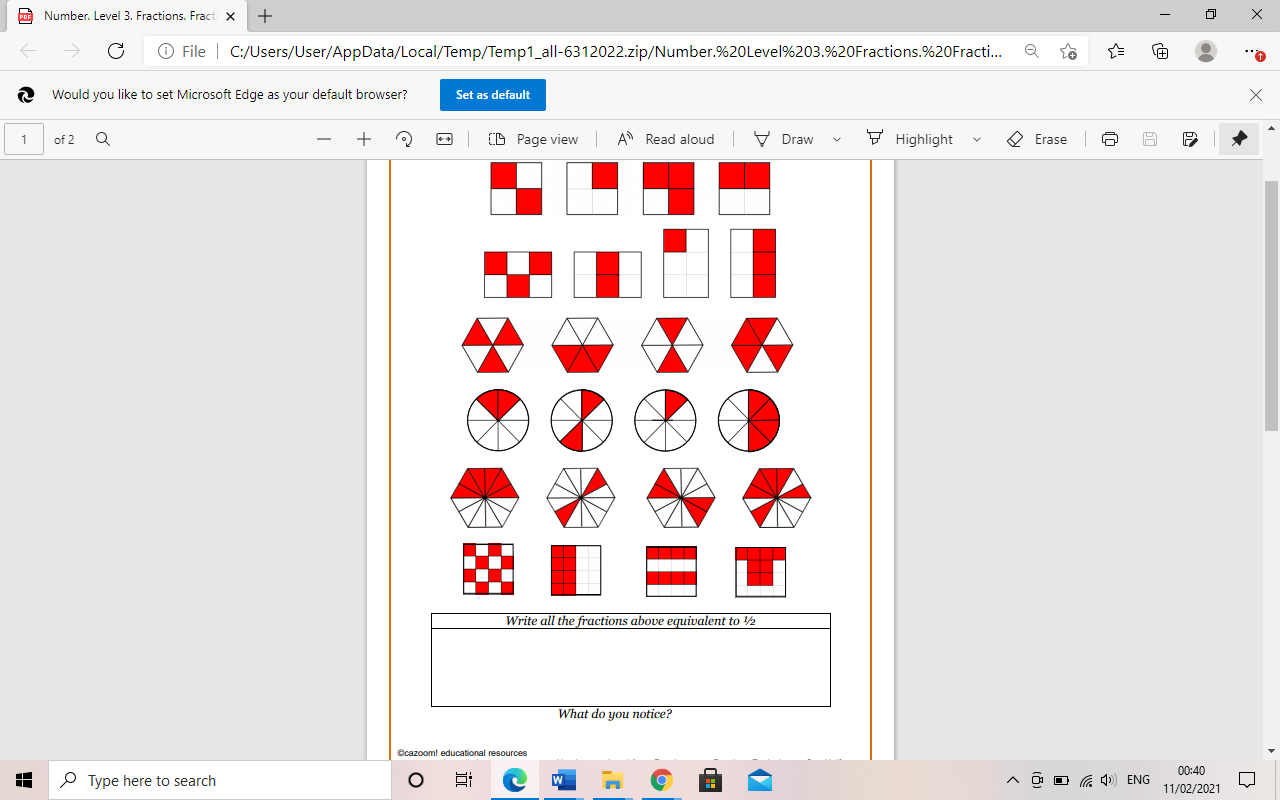 Number. Level 3. Fractions. Fract
File
C:/Users/User/AppData/Local/Temp/Temp1_all-6312022.zip/Number.%20Level%203.%20Fractions.%20Fracti...
Would you like to set Microsoft Edge as your default browser?
Set as default
1 of 2
Page view
Read aloud
Draw
Highlight
Erase
Write all the fractions above equivalent to ½
What do you notice?
©cazoom! educational resources
Type here to search
ENG
00:40
11/02/2021